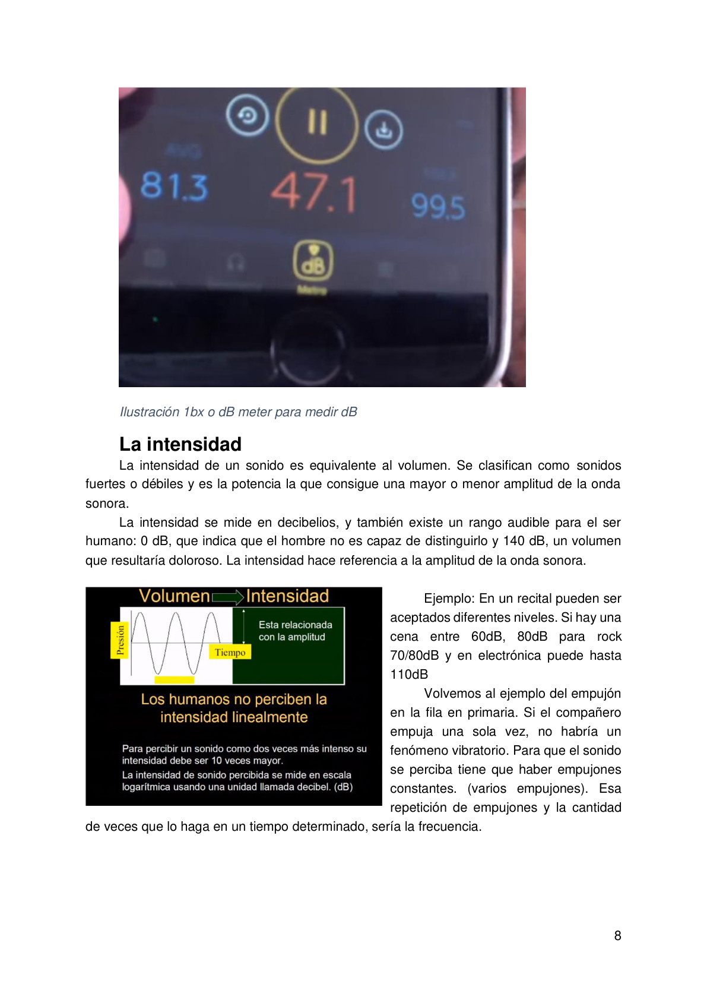 AVG
81.3
47.1
99.5
dB
Metro
Ilustración 1bx o dB meter para medir dB
La intensidad
La intensidad de un sonido es equivalente al volumen. Se clasifican como sonidos
fuertes o débiles y es la potencia la que consigue una mayor o menor amplitud de la onda
sonora.
La intensidad se mide en decibelios, y también existe un rango audible para el ser
humano: 0 dB, que indica que el hombre no es capaz de distinguirlo y 140 dB, un volumen
que resultaría doloroso. La intensidad hace referencia a la amplitud de la onda sonora.
Volumen Intensidad
Presión
Esta relacionada
con la amplitud
Tiempo
Los humanos no perciben la
intensidad linealmente
Para percibir un sonido como dos veces más intenso su
intensidad debe ser 10 veces mayor.
La intensidad de sonido percibida se mide en escala
logarítmica usando una unidad llamada decibel. (dB)
Ejemplo: En un recital pueden ser
aceptados diferentes niveles. Si hay una
cena entre 60dB, 80dB para rock
70/80dB y en electrónica puede hasta
110dB
Volvemos al ejemplo del empujón
en la fila en primaria. Si el compañero
empuja una sola vez, no habría un
fenómeno vibratorio. Para que el sonido
se perciba tiene que haber empujones
constantes. (varios empujones). Esa
repetición de empujones y la cantidad
de veces que lo haga en un tiempo determinado, sería la frecuencia.
8